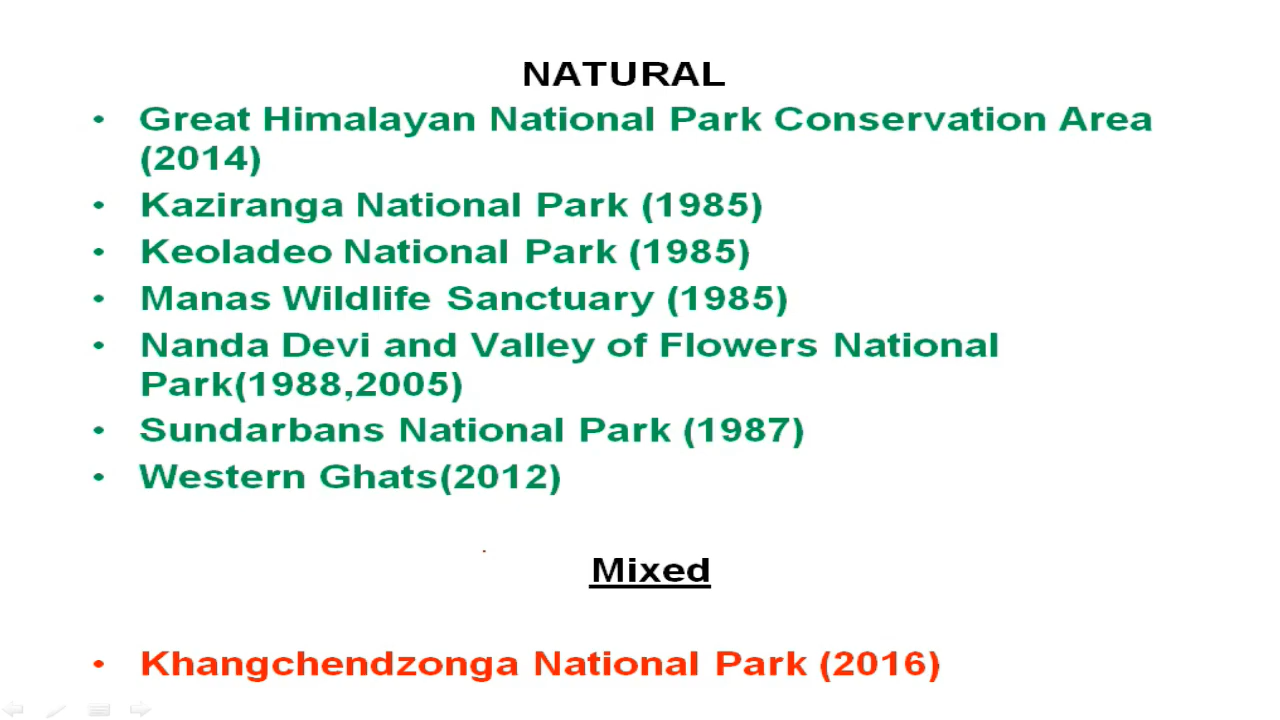 NATURAL
• Great Himalayan National Park Conservation Area
(2014)
• Kaziranga National Park (1985)
• Keoladeo National Park (1985)
• Manas Wildlife Sanctuary (1985)
• Nanda Devi and Valley of Flowers National
Park(1988,2005)
• Sundarbans National Park (1987)
• Western Ghats(2012)
Mixed
• Khangchendzonga National Park (2016)